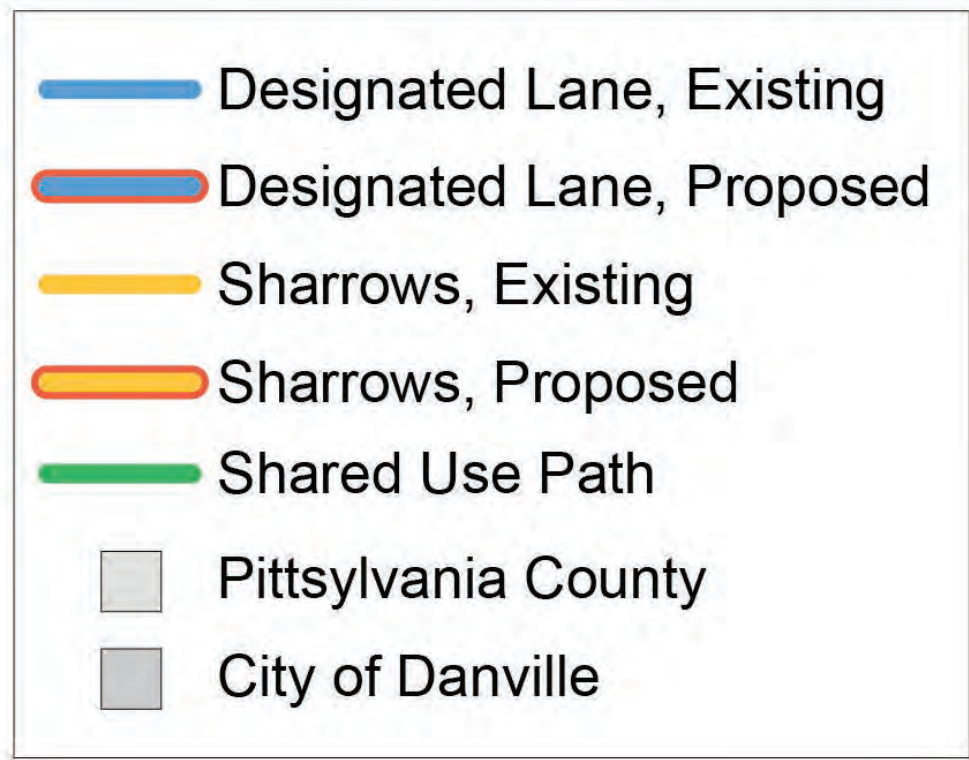 Designated Lane, Existing
Designated Lane, Proposed
Sharrows, Existing
Sharrows, Proposed
Shared Use Path
Pittsylvania County
City of Danville